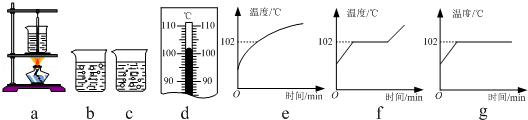 ℃
110 110
100 100
90 90
a b c d
温度/℃
102
O 时间/min
e
温度/℃
102
O 时间/min
f
温度/℃
102
O 时间/min
g